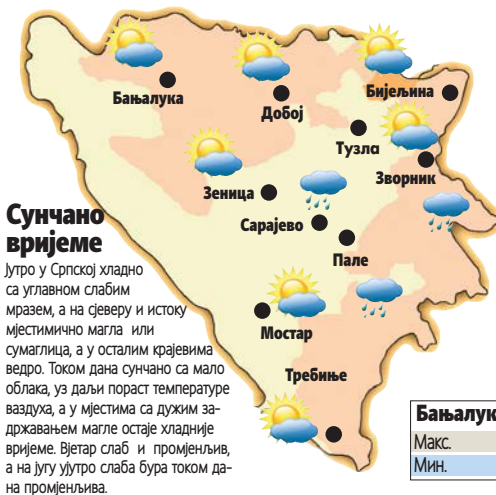 Бањалука
Добој
Бијељина
Тузла
Зворник
Зеница
Сарајево
Пале
Мостар
Требиње
Сунчано
вријеме
Јутро у Српској хладно
са углавном слабим
мразем, а на сјеверу и истоку
мјестимично магла или
сумаглица, а у осталим крајевима
ведро. Током дана сунчано са мало
облака, уз даљи пораст температуре
ваздуха, а у мјестима са дужим за-
државањем магле остаје хладније
вријеме. Вјетар слаб и промјенљив,
а на југу ујутро слаба бура током да-
на промјенљива.
Бањалук
Макс.
Мин.